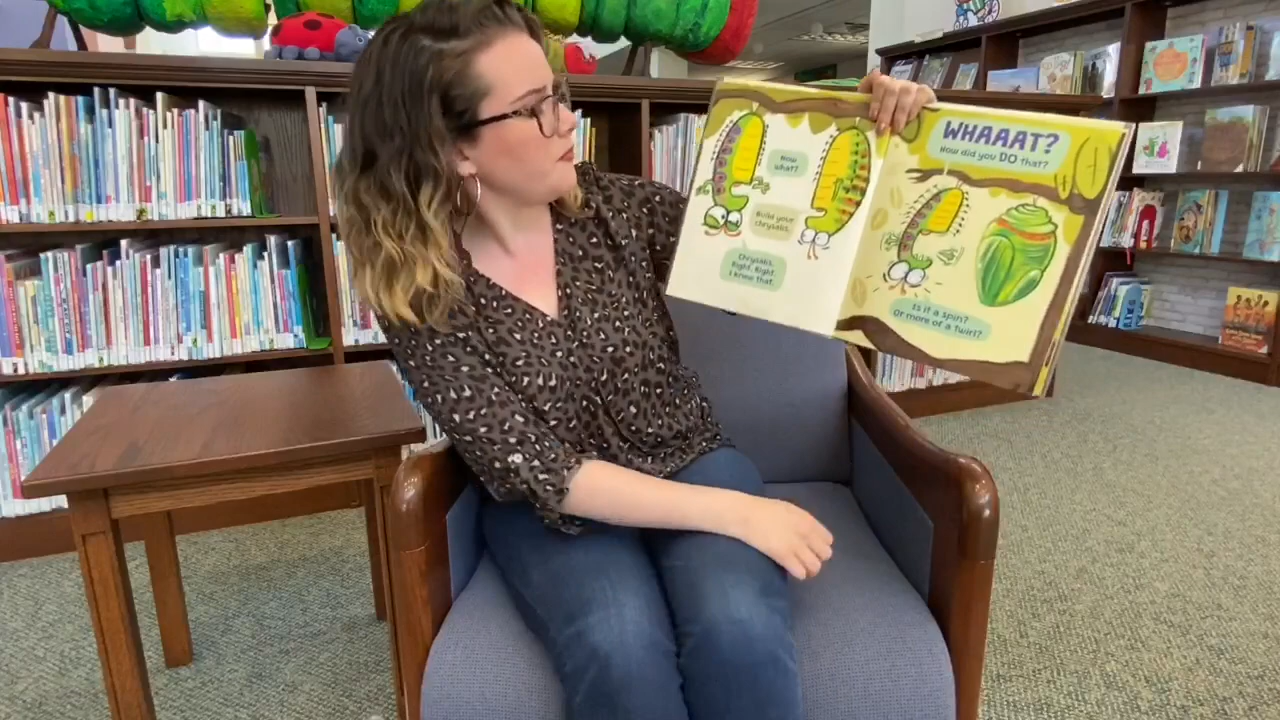 Now
what?
Build your
chrysalis.
Chrysalis.
Right. Right.
I knew that.
WHAAAT?
How did you DO that?
Is it a spin?
Or more of a twirl?